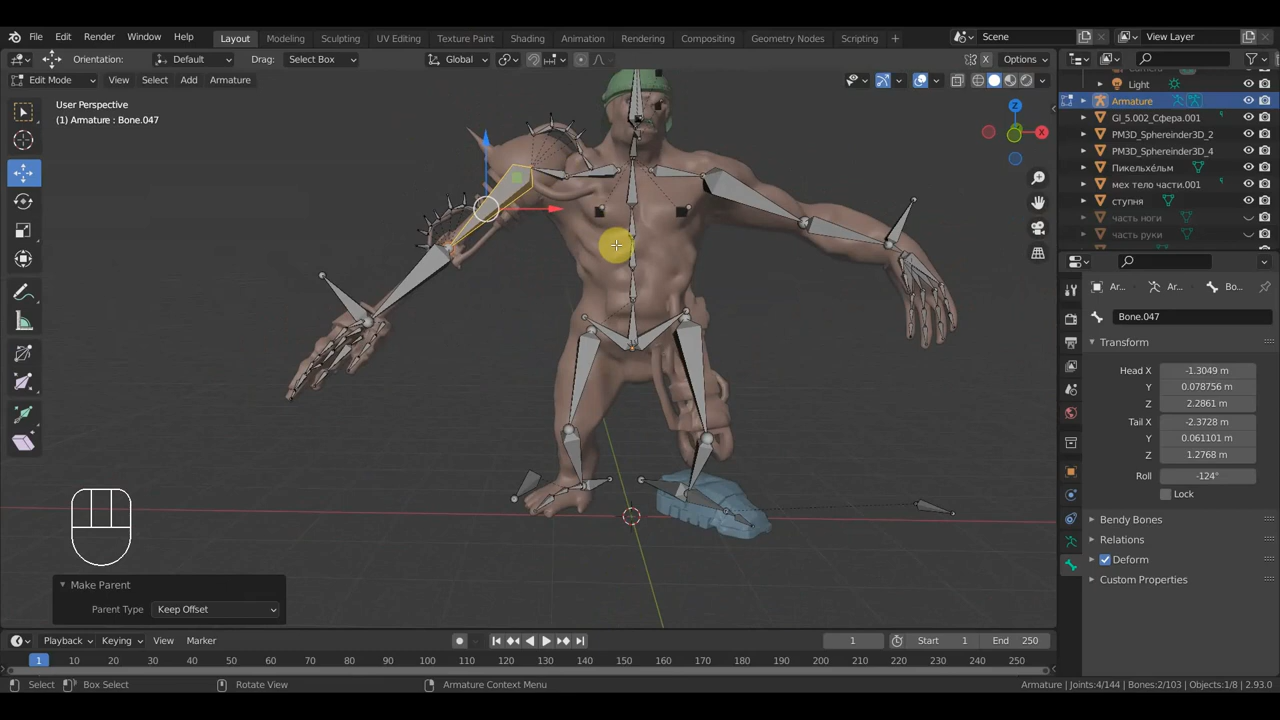 File Edit Render Window Help Layout Modeling Sculpting UV Editing Texture Paint Shading Animation Rendering Compositing Geometry Nodes Scripting + Scene View Layer
Orientation: Default Drag: Select Box Global Options
Edit Mode View Select Add Armature
User Perspective
(1) Armature : Bone.047
Z
X
Light
Armature
GI_5.002_Сфера.001
PM3D_Sphereinder3D_2
PM3D_Sphereinder3D_4
Пикельхе́льм
мех тело части.001
ступня
часть ноги
часть руки
Ar... Ar... Bo...
Bone.047
Transform
Head X -1.3049 m
Y 0.078756 m
Z 2.2861 m
Tail X -2.3728 m
Y 0.061101 m
Z 1.2768 m
Roll -124°
Lock
Bendy Bones
Relations
Deform
Custom Properties
Make Parent
Parent Type Keep Offset
Playback Keying View Marker 1 Start 1 End 250
1 10 20 30 40 50 60 70 80 90 100 110 120 130 140 150 160 170 180 190 200 210 220 230 240 250
Select Box Select Rotate View Armature Context Menu Armature | Joints:4/144 | Bones:2/103 | Objects:1/8 | 2.93.0